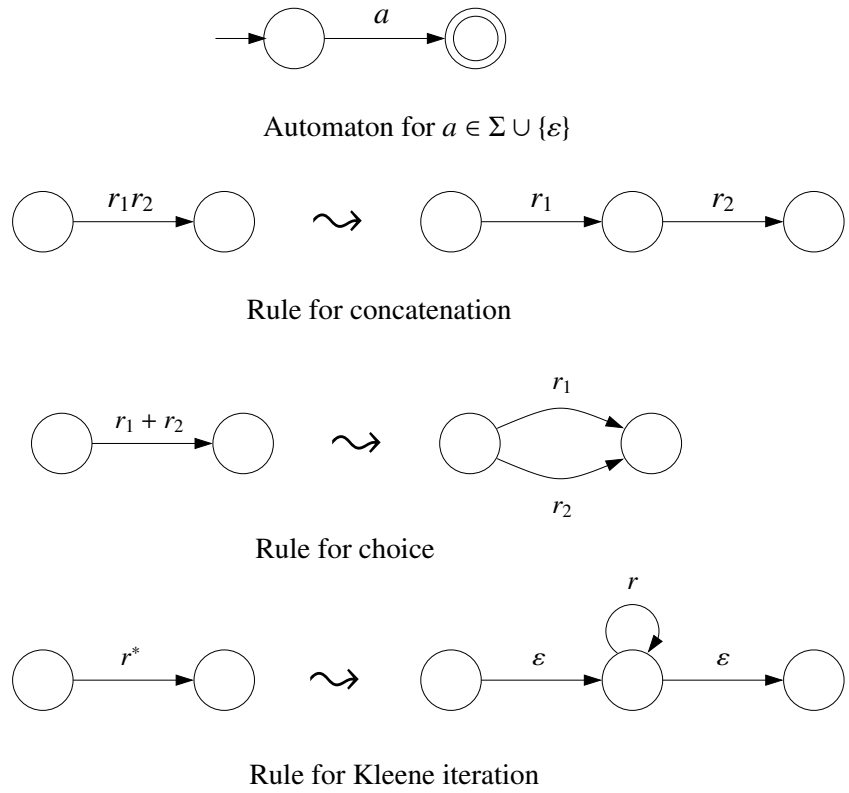 a
Automaton for a ∈ Σ ∪ {ε}
r₁r₂ ⤳ r₁ r₂
Rule for concatenation
r₁
r₁ + r₂ ⤳
r₂
Rule for choice
r
r* ⤳ ε ε
Rule for Kleene iteration